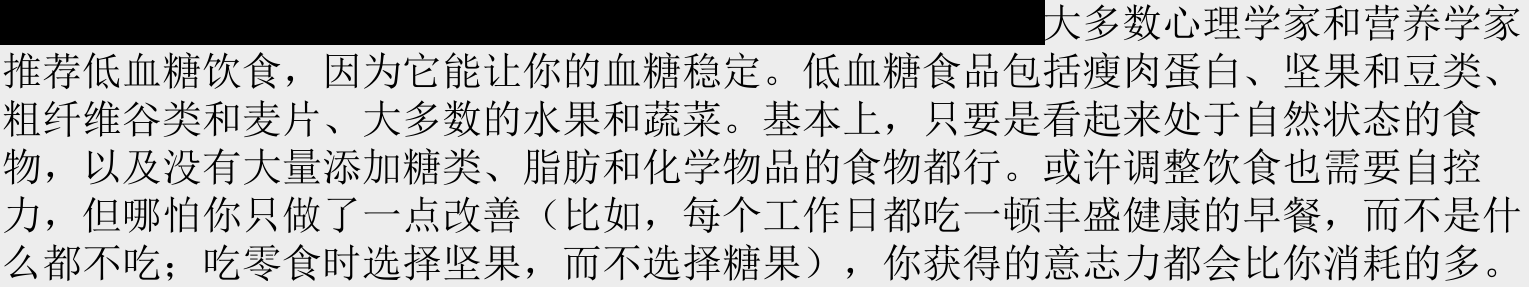 大多数心理学家和营养学家
推荐低血糖饮食，因为它能让你的血糖稳定。低血糖食品包括瘦肉蛋白、坚果和豆类、
粗纤维谷类和麦片、大多数的水果和蔬菜。基本上，只要是看起来处于自然状态的食
物，以及没有大量添加糖类、脂肪和化学物品的食物都行。或许调整饮食也需要自控
力，但哪怕你只做了一点改善（比如，每个工作日都吃一顿丰盛健康的早餐，而不是什
么都不吃；吃零食时选择坚果，而不选择糖果），你获得的意志力都会比你消耗的多。